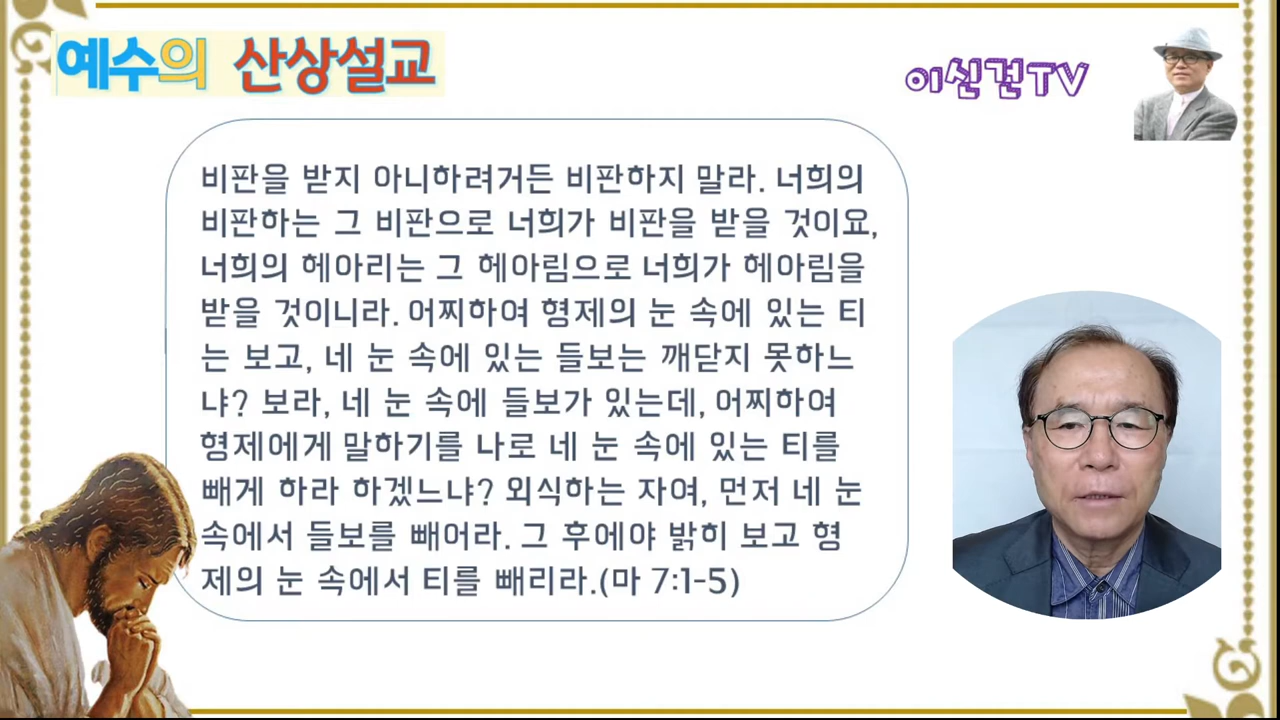 예수의 산상설교
이신건TV
비판을 받지 아니하려거든 비판하지 말라. 너희의
비판하는 그 비판으로 너희가 비판을 받을 것이요,
너희의 헤아리는 그 헤아림으로 너희가 헤아림을
받을 것이니라. 어찌하여 형제의 눈 속에 있는 티
는 보고, 네 눈 속에 있는 들보는 깨닫지 못하느
냐? 보라, 네 눈 속에 들보가 있는데, 어찌하여
형제에게 말하기를 나로 네 눈 속에 있는 티를
빼게 하라 하겠느냐? 외식하는 자여, 먼저 네 눈
속에서 들보를 빼어라. 그 후에야 밝히 보고 형
제의 눈 속에서 티를 빼리라.(마 7:1-5)